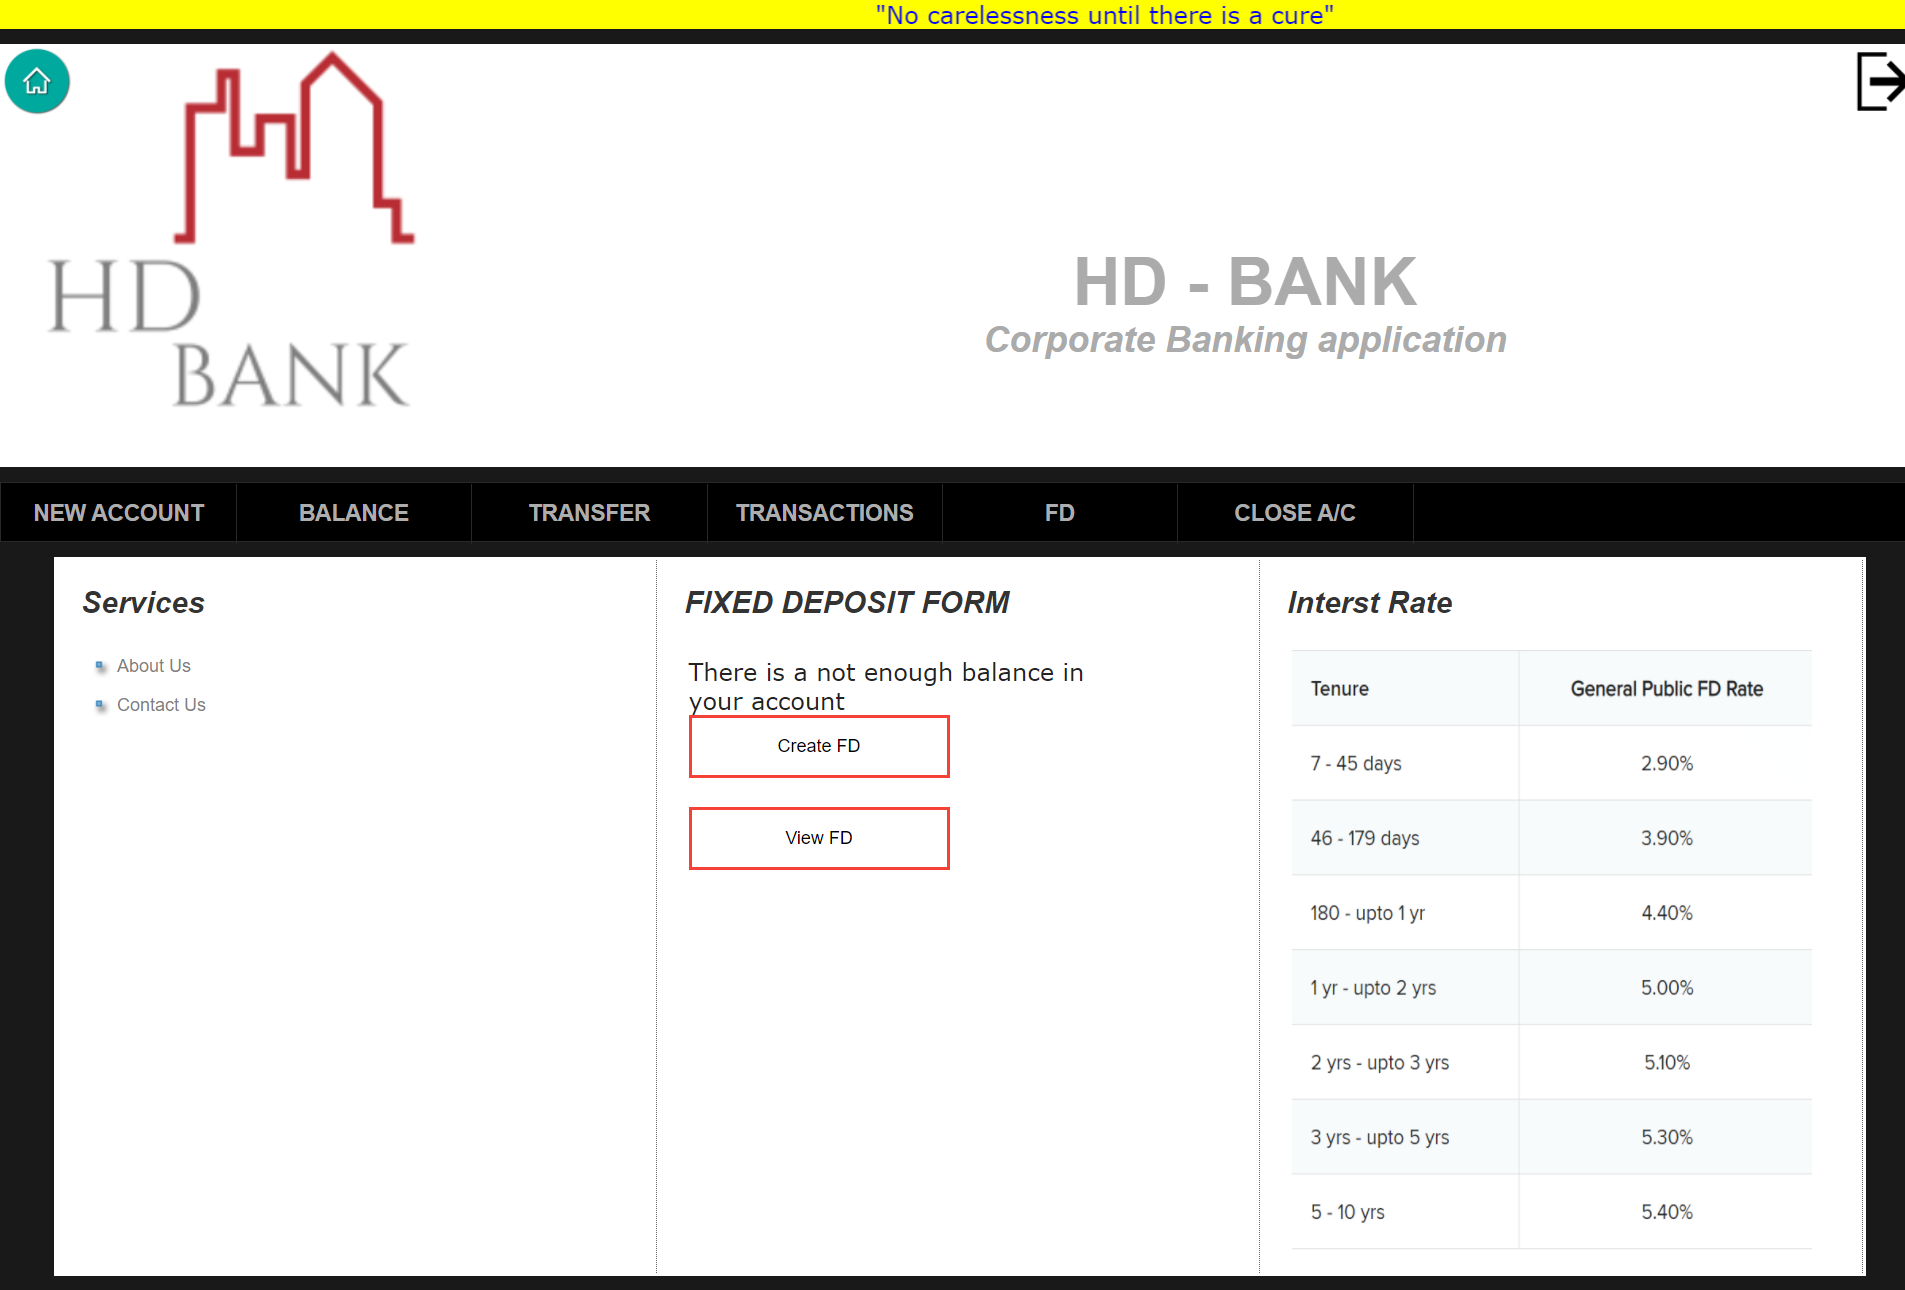 "No carelessness until there is a cure"
HD
BANK
HD - BANK
Corporate Banking application
NEW ACCOUNT BALANCE TRANSFER TRANSACTIONS FD CLOSE A/C
Services
About Us
Contact Us
FIXED DEPOSIT FORM
There is a not enough balance in
your account
Create FD
View FD
Interst Rate
Tenure General Public FD Rate
7 - 45 days 2.90%
46 - 179 days 3.90%
180 - upto 1 yr 4.40%
1 yr - upto 2 yrs 5.00%
2 yrs - upto 3 yrs 5.10%
3 yrs - upto 5 yrs 5.30%
5 - 10 yrs 5.40%